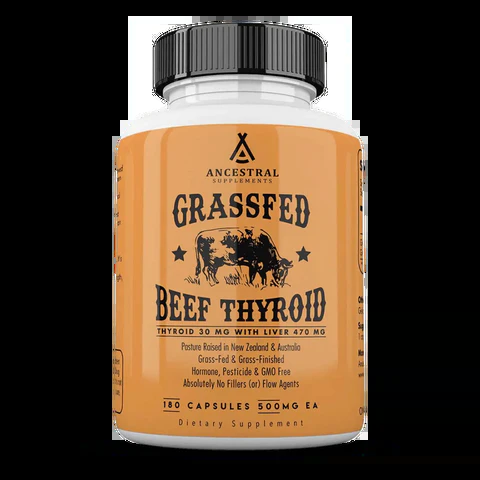 ANCESTRAL
SUPPLEMENTS
GRASSFED
BEEF THYROID
THYROID 30 MG WITH LIVER 470 MG
Pasture Raised in New Zealand & Australia
Grass-Fed & Grass-Finished
Hormone, Pesticide & GMO Free
Absolutely No Fillers (or) Flow Agents
180 CAPSULES 500MG EA
Dietary Supplement